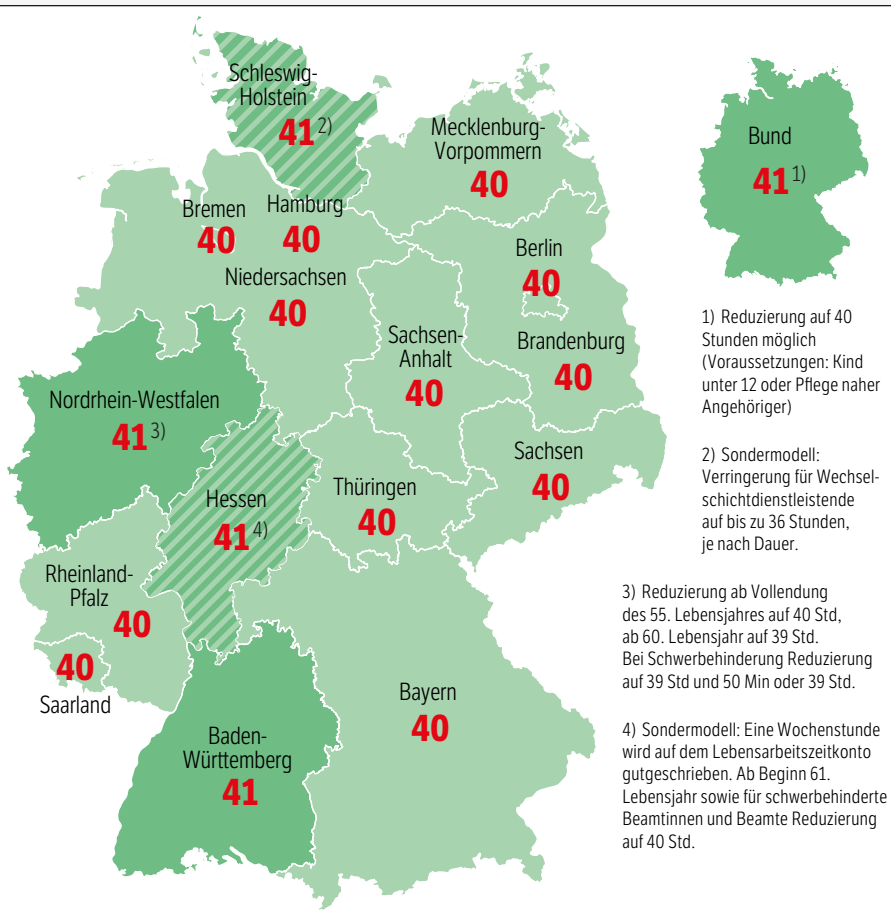 Schleswig-
Holstein
41 2)
Mecklenburg-
Vorpommern
40
Bund
41 1)
Bremen
40
Hamburg
40
Berlin
40
Niedersachsen
40
Sachsen-
Anhalt
40
Brandenburg
40
Nordrhein-Westfalen
41 3)
Hessen
41 4)
Thüringen
40
Sachsen
40
Rheinland-
Pfalz
40
40
Saarland
Baden-
Württemberg
41
Bayern
40
1) Reduzierung auf 40
Stunden möglich
(Voraussetzungen: Kind
unter 12 oder Pflege naher
Angehöriger)
2) Sondermodell:
Verringerung für Wechsel-
schichtdienstleistende
auf bis zu 36 Stunden,
je nach Dauer.
3) Reduzierung ab Vollendung
des 55. Lebensjahres auf 40 Std,
ab 60. Lebensjahr auf 39 Std.
Bei Schwerbehinderung Reduzierung
auf 39 Std und 50 Min oder 39 Std.
4) Sondermodell: Eine Wochenstunde
wird auf dem Lebensarbeitszeitkonto
gutgeschrieben. Ab Beginn 61.
Lebensjahr sowie für schwerbehinderte
Beamtinnen und Beamte Reduzierung
auf 40 Std.